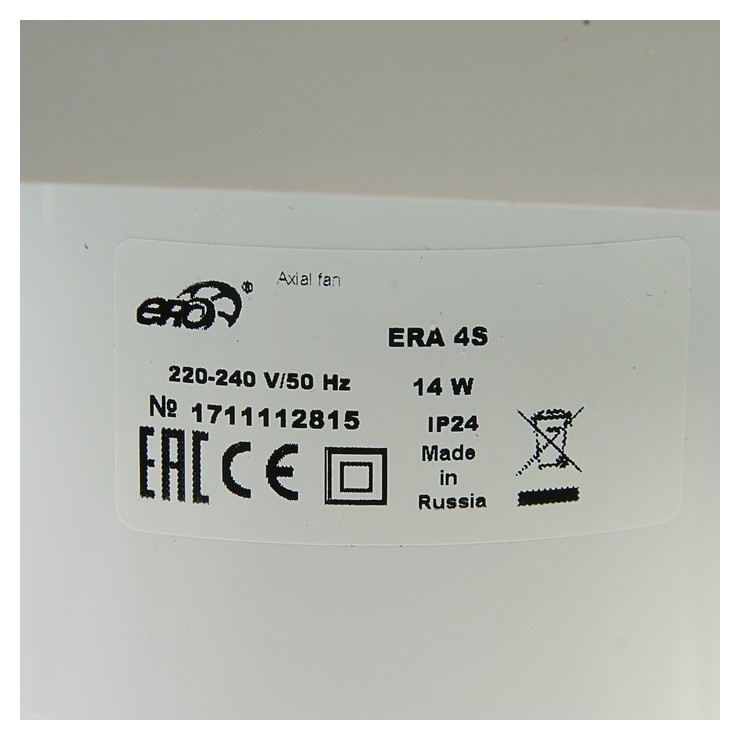 era® Axial fan
ERA 4S
220-240 V/50 Hz 14 W
№ 1711112815 IP24
EAC CE Made
in
Russia